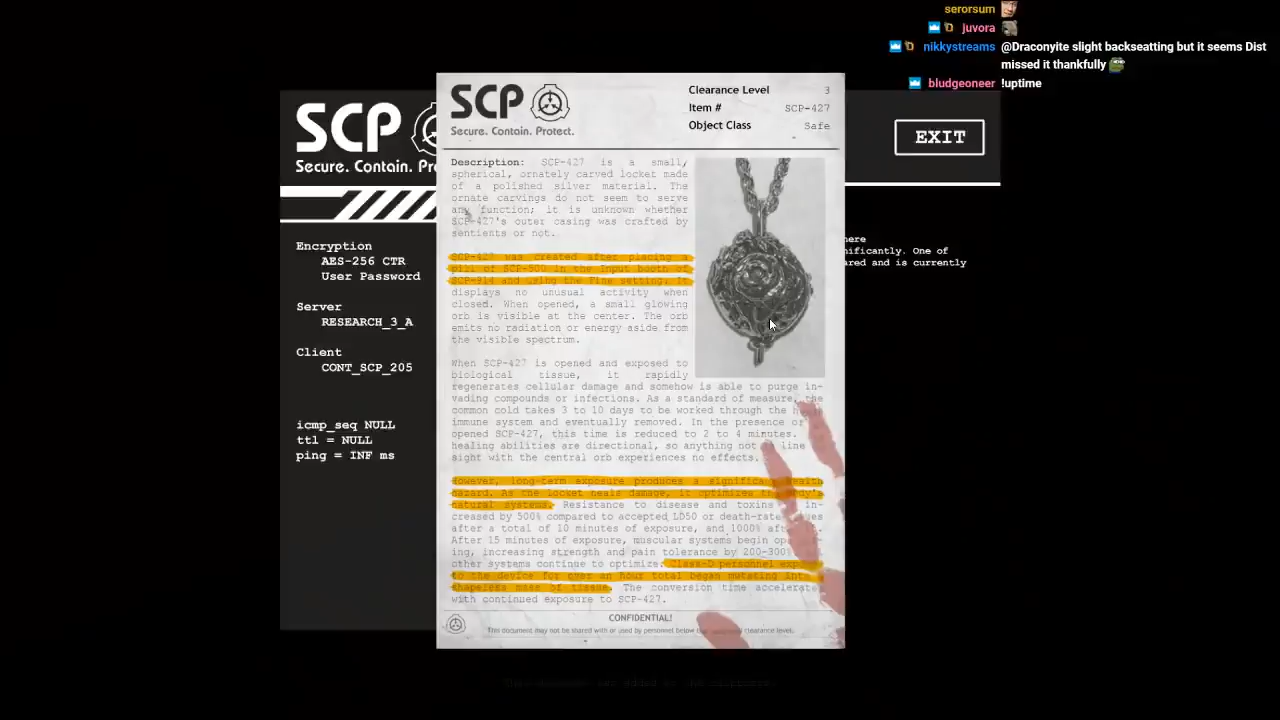 serorsum
juvora
nikkystreams @Draconyite slight backseatting but it seems Dist
missed it thankfully
bludgeoneer !uptime
SCP
Secure. Contain. Pr
EXIT
Encryption
AES-256 CTR
User Password
Server
RESEARCH_3_A
Client
CONT_SCP_205
icmp_seq NULL
ttl = NULL
ping = INF ms
here
nificantly. One of
ared and is currently
SCP
Secure. Contain. Protect.
Clearance Level 3
Item # SCP-427
Object Class Safe
Description: SCP-427 is a small,
spherical, ornately carved locket made
of a polished silver material. The
ornate carvings do not seem to serve
any function; it is unknown whether
SCP-427's outer casing was crafted by
sentients or not.
SCP-427 was created after placing a
pill of SCP-500 in the Input booth of
SCP-914 and using the Fine setting. It
displays no unusual activity when
closed. When opened, a small glowing
orb is visible at the center. The orb
emits no radiation or energy aside from
the visible spectrum.
When SCP-427 is opened and exposed to
biological tissue, it rapidly
regenerates cellular damage and somehow is able to purge in-
vading compounds or infections. As a standard of measure, the
common cold takes 3 to 10 days to be worked through the
immune system and eventually removed. In the presence
opened SCP-427, this time is reduced to 2 to 4 minutes.
healing abilities are directional, so anything not line
sight with the central orb experiences no effects.
However, long-term exposure produces a significant health
hazard. As the locket heals damage, it optimizes the body's
natural systems. Resistance to disease and toxins in-
creased by 500% compared to accepted LD50 or death-rate
after a total of 10 minutes of exposure, and 1000%
After 15 minutes of exposure, muscular systems begin
ing, increasing strength and pain tolerance by 200-300%
other systems continue to optimize. Class-D personnel
to the device for over an hour total began mutating into
shapeless mass of tissue. The conversion time accelerate
with continued exposure to SCP-427.
CONFIDENTIAL!
This document may not be shared with or used by personnel below clearance level.